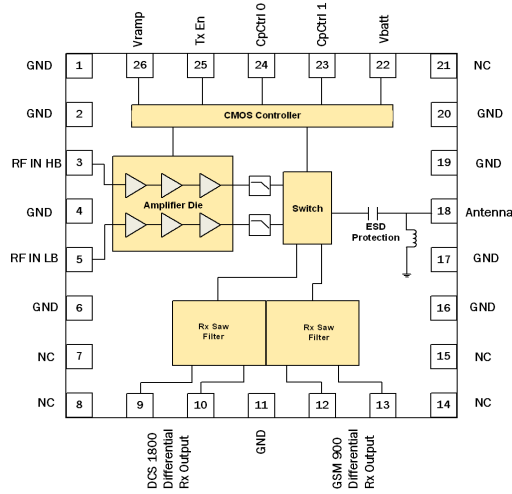 Vramp
Tx En
CpCtrl 0
CpCtrl 1
Vbatt
GND 1 26 25 24 23 22 21 NC
GND 2 CMOS Controller 20 GND
RF IN HB 3 19 GND
GND 4 Amplifier Die Switch 18 Antenna
ESD
Protection
RF IN LB 5 17 GND
GND 6 16 GND
Rx Saw
Filter
Rx Saw
Filter
NC 7 15 NC
NC 8 9 10 11 12 13 14 NC
DCS 1800
Differential
Rx Output
GND
GSM 900
Differential
Rx Output